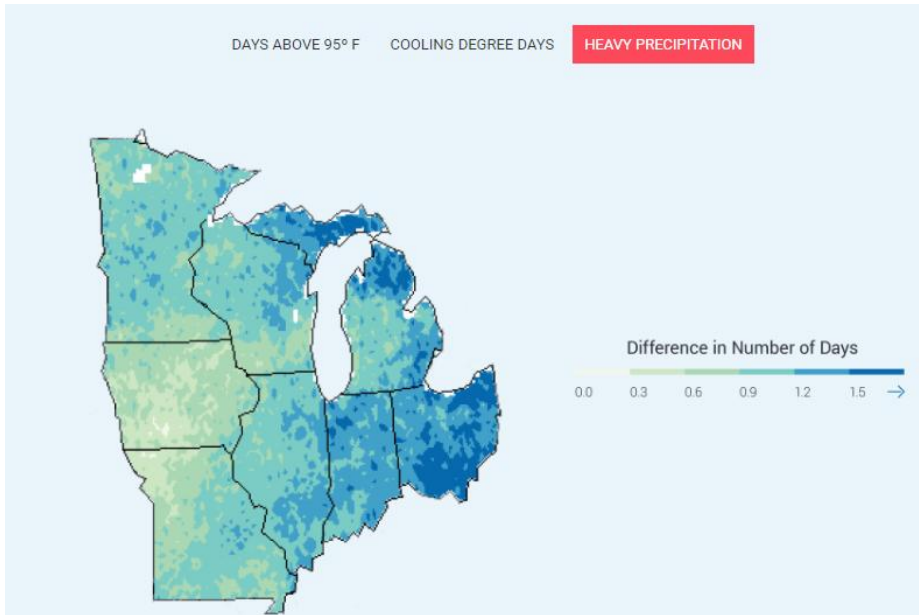 DAYS ABOVE 95º F COOLING DEGREE DAYS HEAVY PRECIPITATION
Difference in Number of Days
0.0 0.3 0.6 0.9 1.2 1.5 →